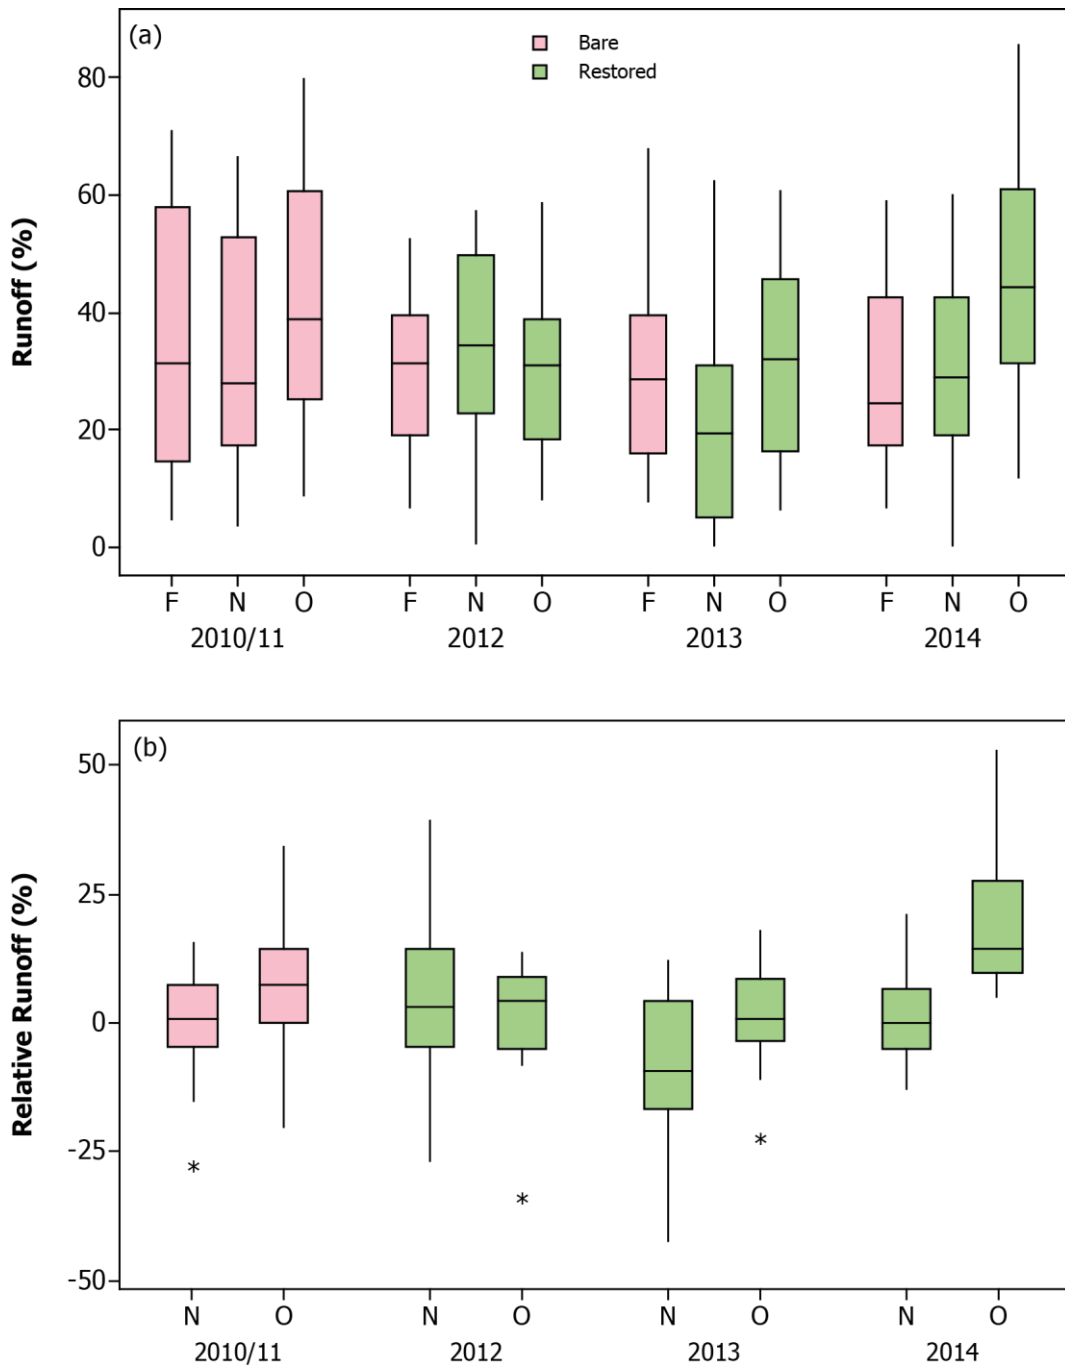 (a)
Bare
Restored
Runoff (%)
80
60
40
20
0
F N O F N O F N O F N O
2010/11 2012 2013 2014
(b)
Relative Runoff (%)
50
25
0
-25
-50
*
*
*
N O N O N O N O
2010/11 2012 2013 2014